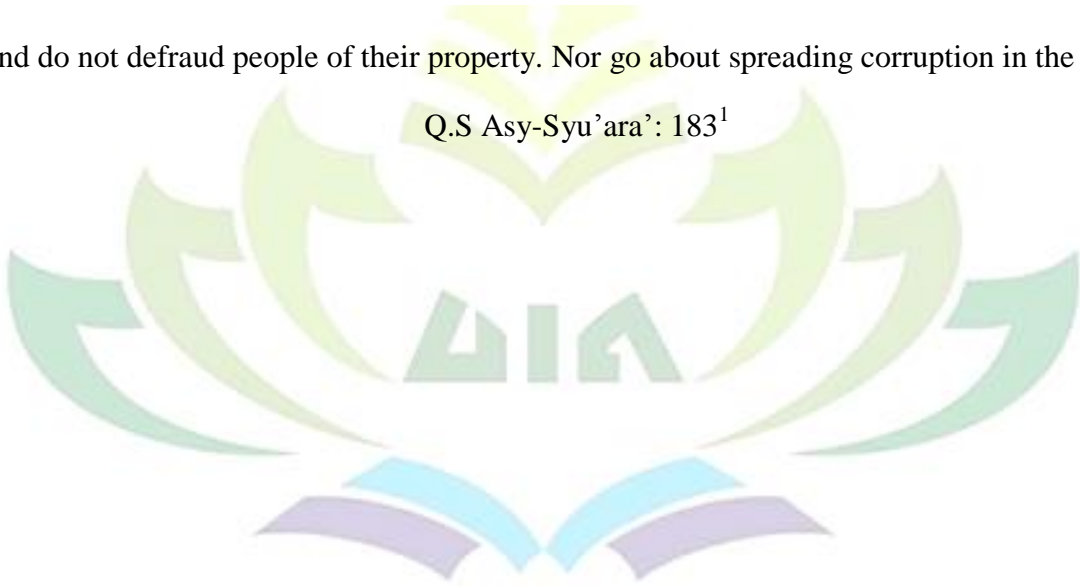 nd do not defraud people of their property. Nor go about spreading corruption in the
Q.S Asy-Syu’ara’: 183¹
UIN